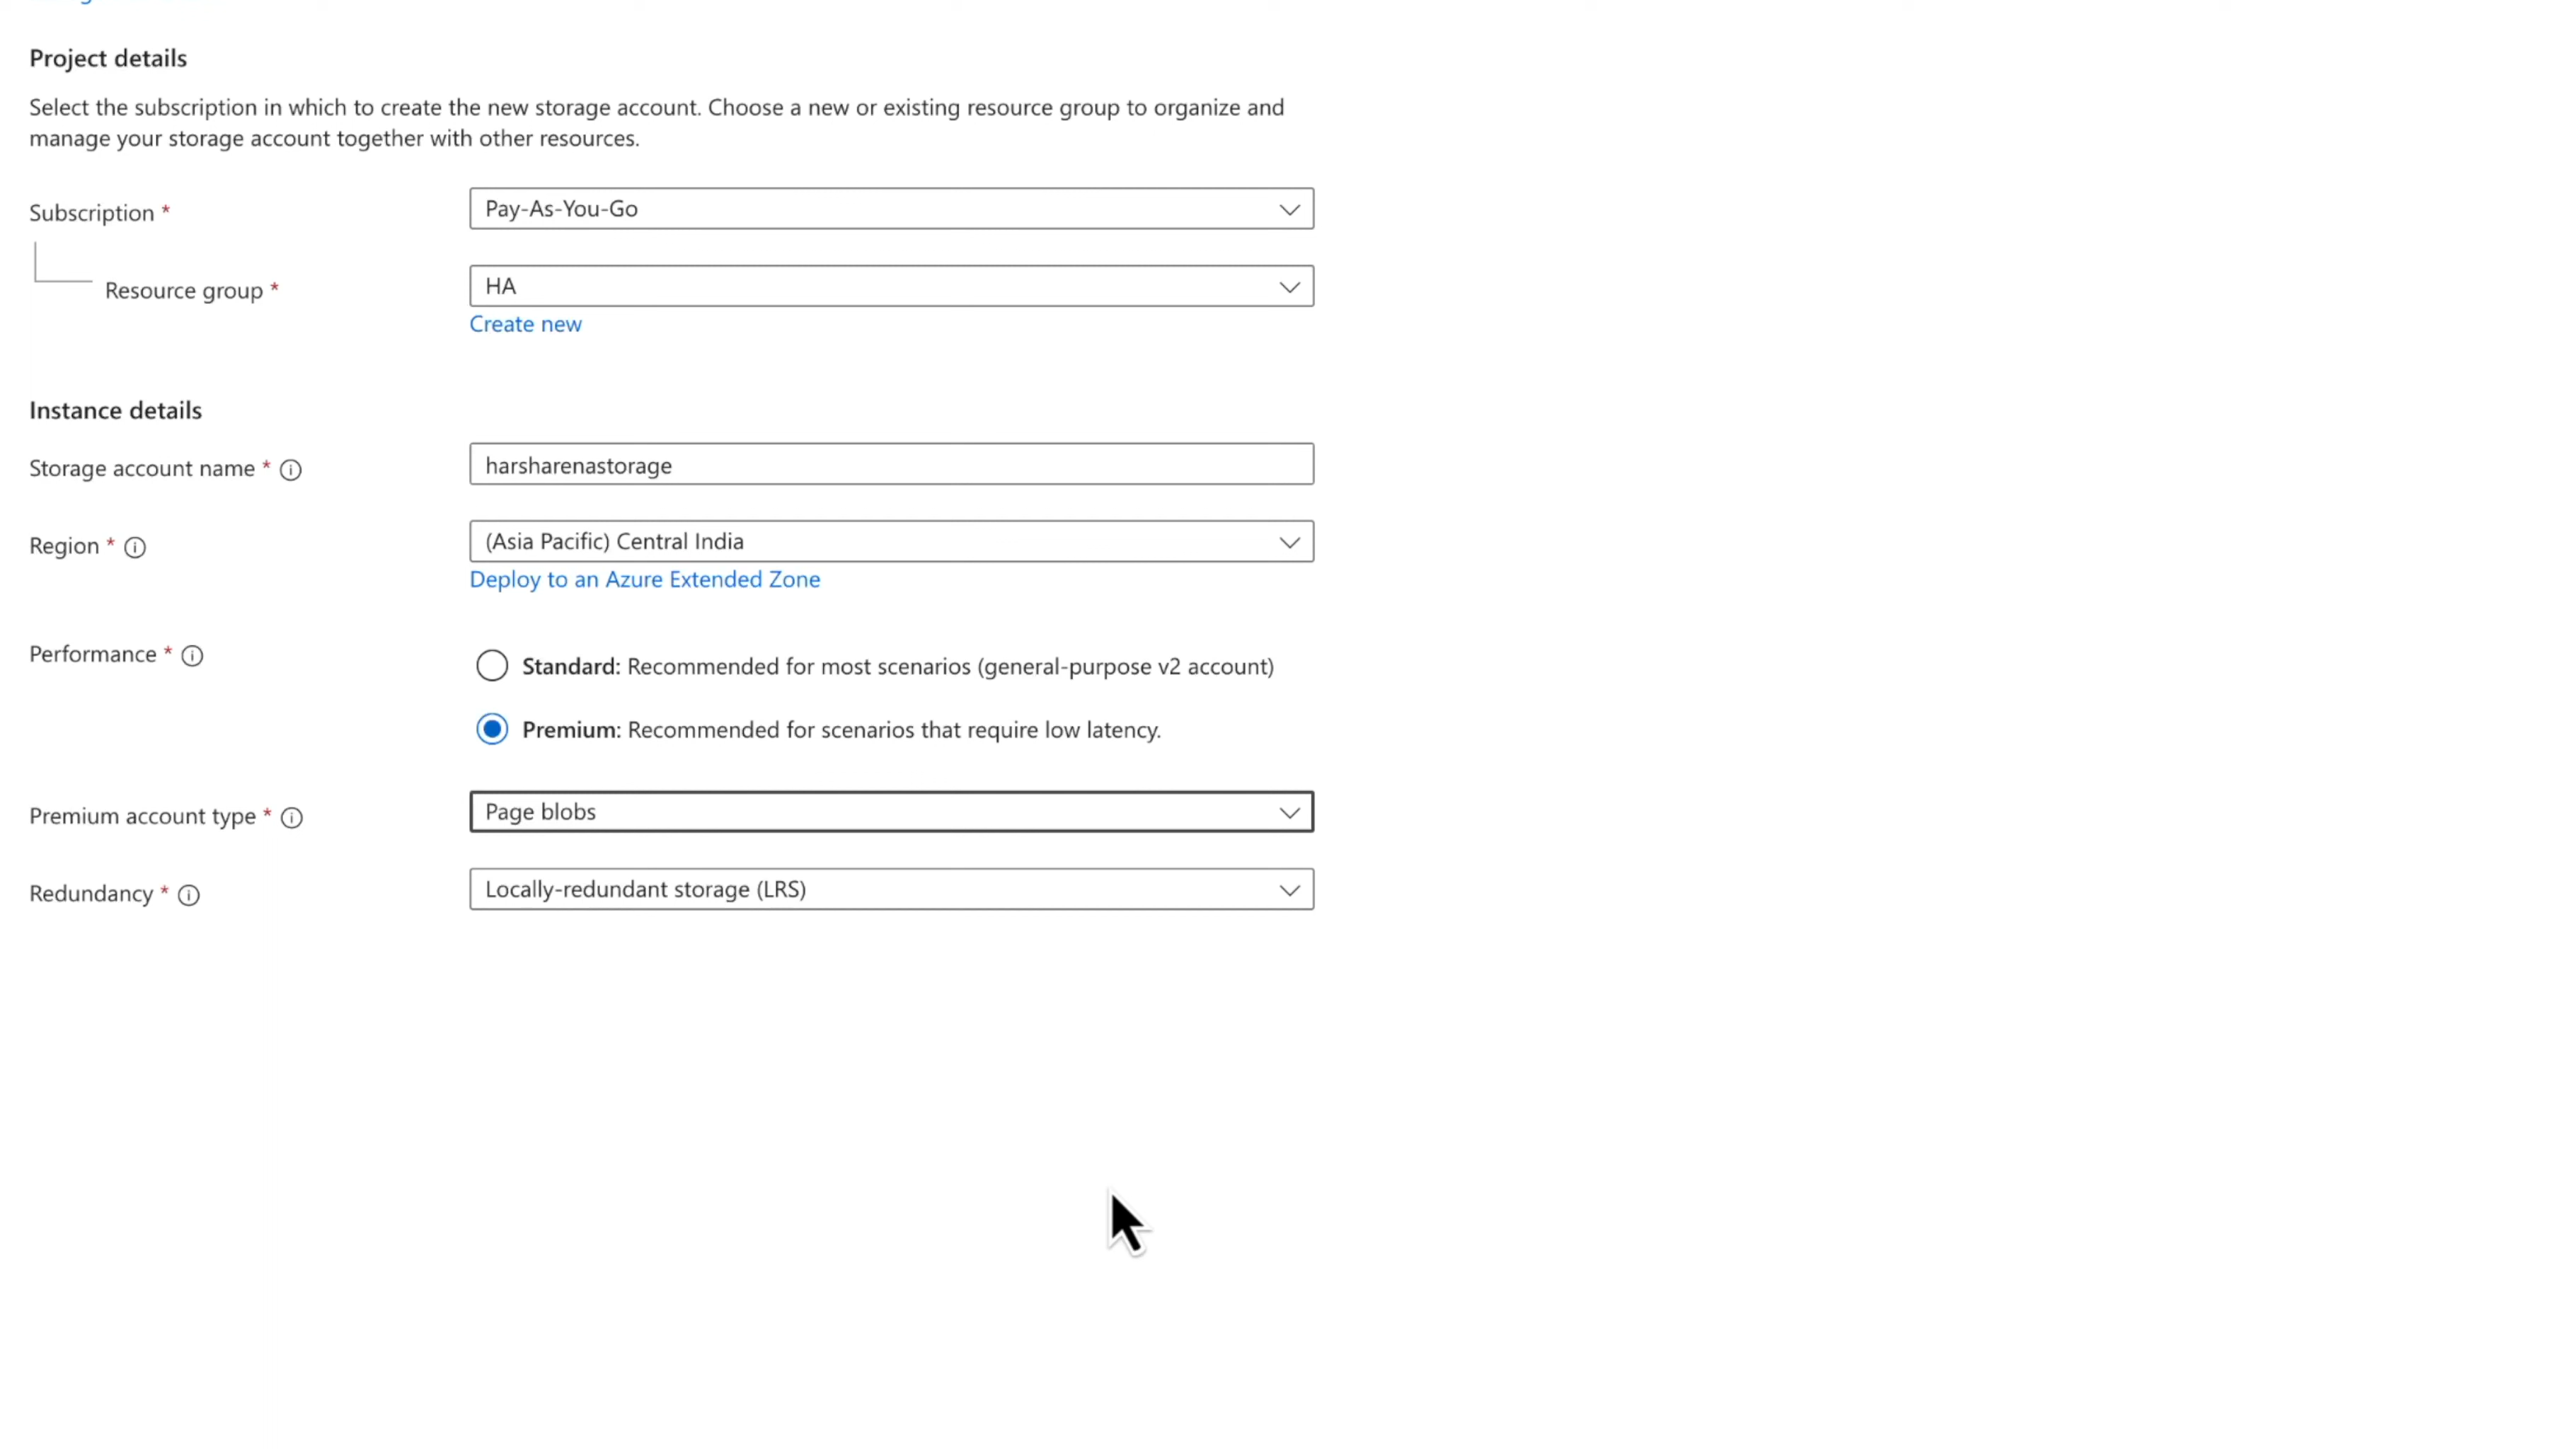 Project details
Select the subscription in which to create the new storage account. Choose a new or existing resource group to organize and
manage your storage account together with other resources.
Subscription *
Pay-As-You-Go
Resource group *
HA
Create new
Instance details
Storage account name *
harsharenastorage
Region *
(Asia Pacific) Central India
Deploy to an Azure Extended Zone
Performance *
Standard: Recommended for most scenarios (general-purpose v2 account)
Premium: Recommended for scenarios that require low latency.
Premium account type *
Page blobs
Redundancy *
Locally-redundant storage (LRS)